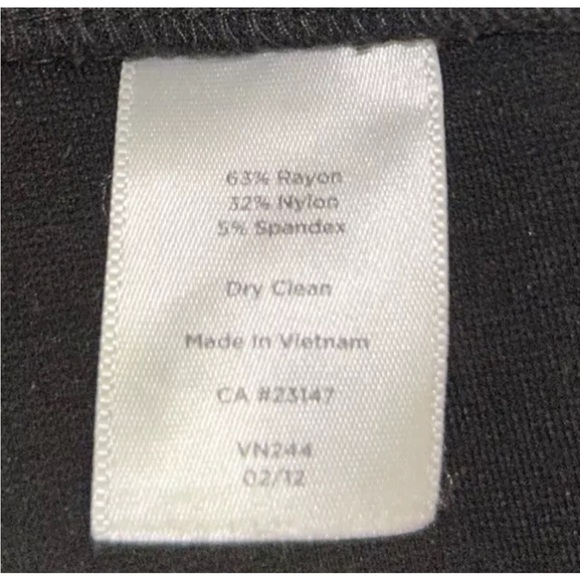 63% Rayon
32% Nylon
5% Spandex
Dry Clean
Made In Vietnam
CA #23147
VN244
02/12